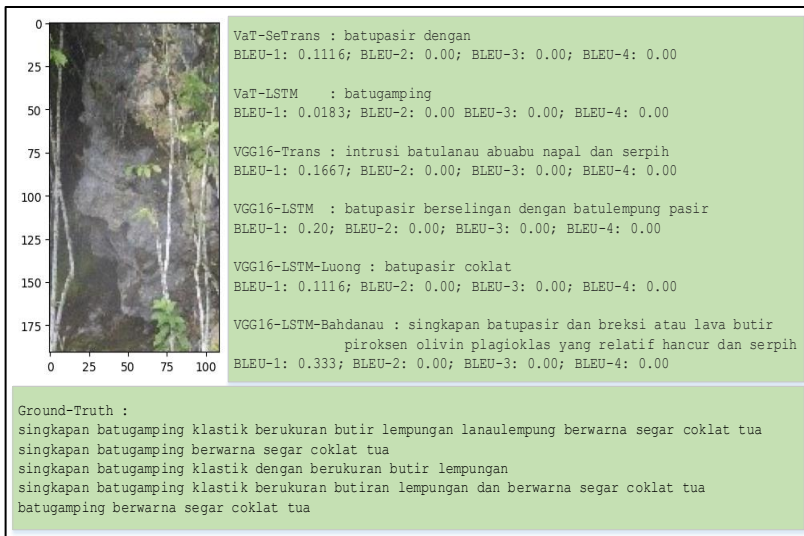 0
25
50
75
100
125
150
175
0 25 50 75 100
VaT-SeTrans : batupasir dengan
BLEU-1: 0.1116; BLEU-2: 0.00; BLEU-3: 0.00; BLEU-4: 0.00
VaT-LSTM : batugamping
BLEU-1: 0.0183; BLEU-2: 0.00 BLEU-3: 0.00; BLEU-4: 0.00
VGG16-Trans : intrusi batulanau abuabu napal dan serpih
BLEU-1: 0.1667; BLEU-2: 0.00; BLEU-3: 0.00; BLEU-4: 0.00
VGG16-LSTM : batupasir berselingan dengan batulempung pasir
BLEU-1: 0.20; BLEU-2: 0.00; BLEU-3: 0.00; BLEU-4: 0.00
VGG16-LSTM-Luong : batupasir coklat
BLEU-1: 0.1116; BLEU-2: 0.00; BLEU-3: 0.00; BLEU-4: 0.00
VGG16-LSTM-Bahdanau : singkapan batupasir dan breksi atau lava butir
piroksen olivin plagioklas yang relatif hancur dan serpih
BLEU-1: 0.333; BLEU-2: 0.00; BLEU-3: 0.00; BLEU-4: 0.00
Ground-Truth :
singkapan batugamping klastik berukuran butir lempungan lanaulempung berwarna segar coklat tua
singkapan batugamping berwarna segar coklat tua
singkapan batugamping klastik dengan berukuran butir lempungan
singkapan batugamping klastik berukuran butiran lempungan dan berwarna segar coklat tua
batugamping berwarna segar coklat tua